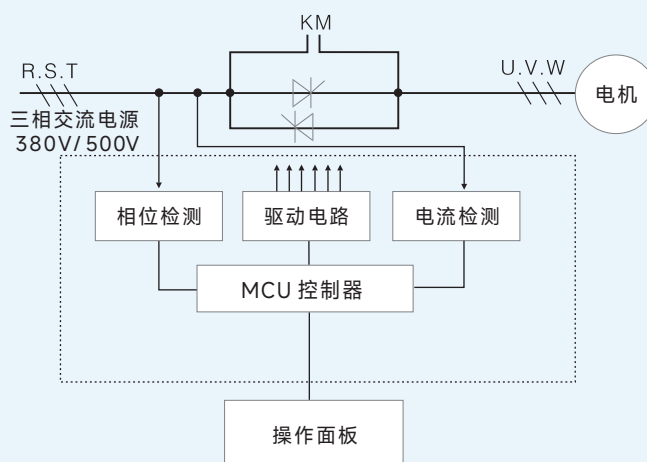 KM
R.S.T
U.V.W
电机
三相交流电源
380V/500V
相位检测
驱动电路
电流检测
MCU 控制器
操作面板